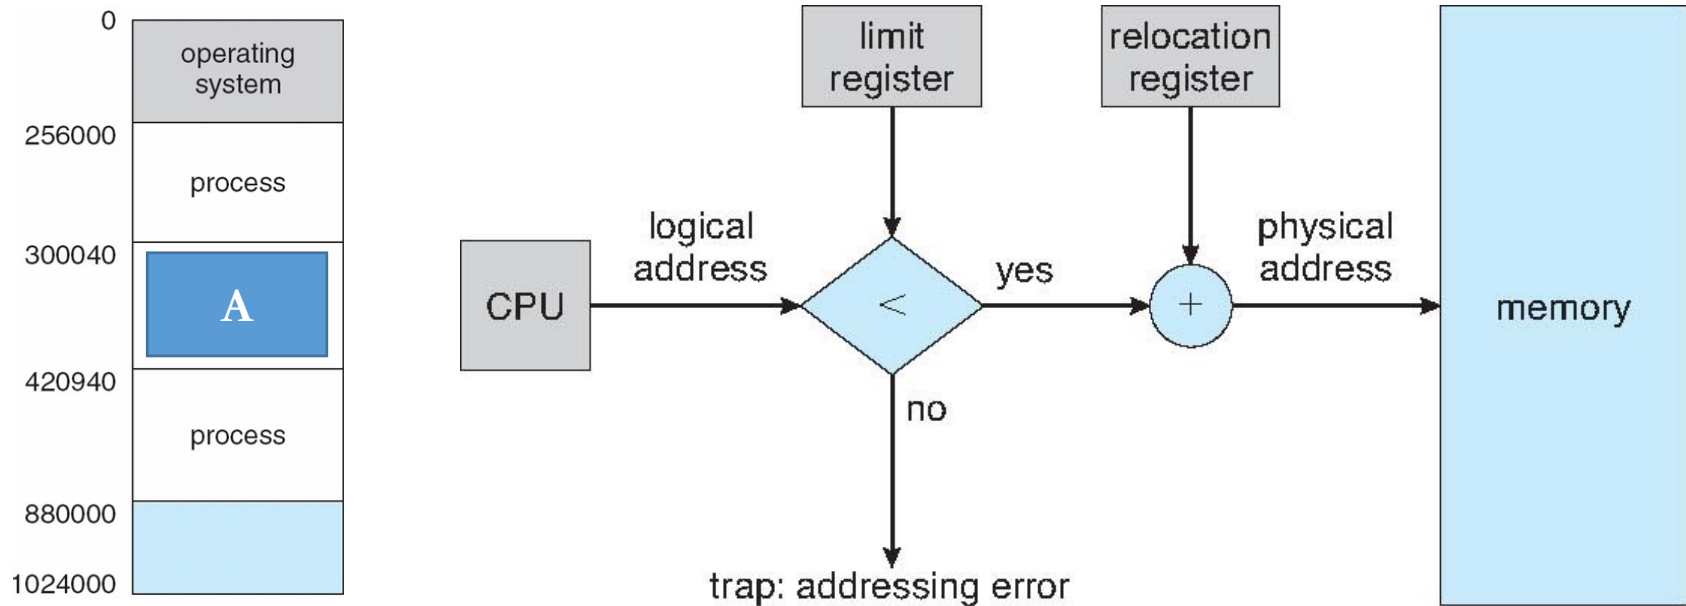 0
operating
system
256000
process
300040
A
420940
process
880000
1024000
limit
register
relocation
register
logical
address
physical
address
CPU
<
yes
+
memory
no
trap: addressing error